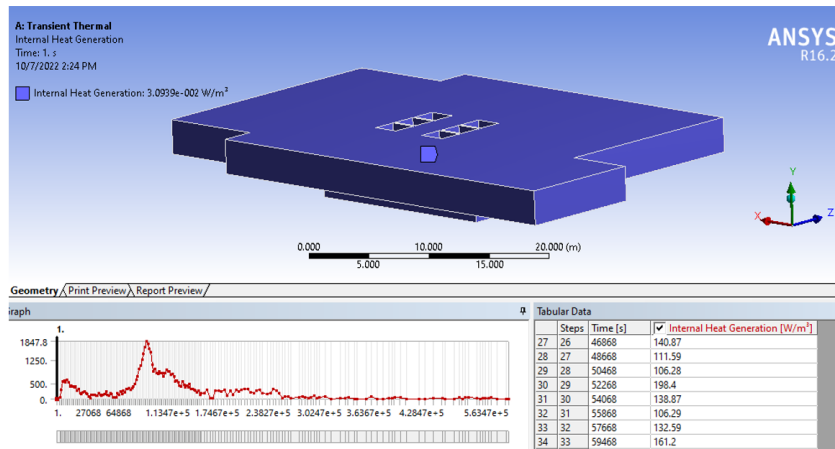 A: Transient Thermal
Internal Heat Generation
Time: 1. s
10/7/2022 2:24 PM
Internal Heat Generation: 3.0939e-002 W/m³
ANSYS
R16.2
Y
X
Z
0.000 10.000 20.000 (m)
5.000 15.000
Geometry Print Preview Report Preview
Graph
1.
1847.8
1250.
500.
0.
1. 27068 64868 1.1347e+5 1.7467e+5 2.3827e+5 3.0247e+5 3.6367e+5 4.2847e+5 5.6347e+5
Tabular Data
Steps Time [s] Internal Heat Generation [W/m³]
27 26 46868 140.87
28 27 48668 111.59
29 28 50468 106.28
30 29 52268 198.4
31 30 54068 138.87
32 31 55868 106.29
33 32 57668 132.59
34 33 59468 161.2